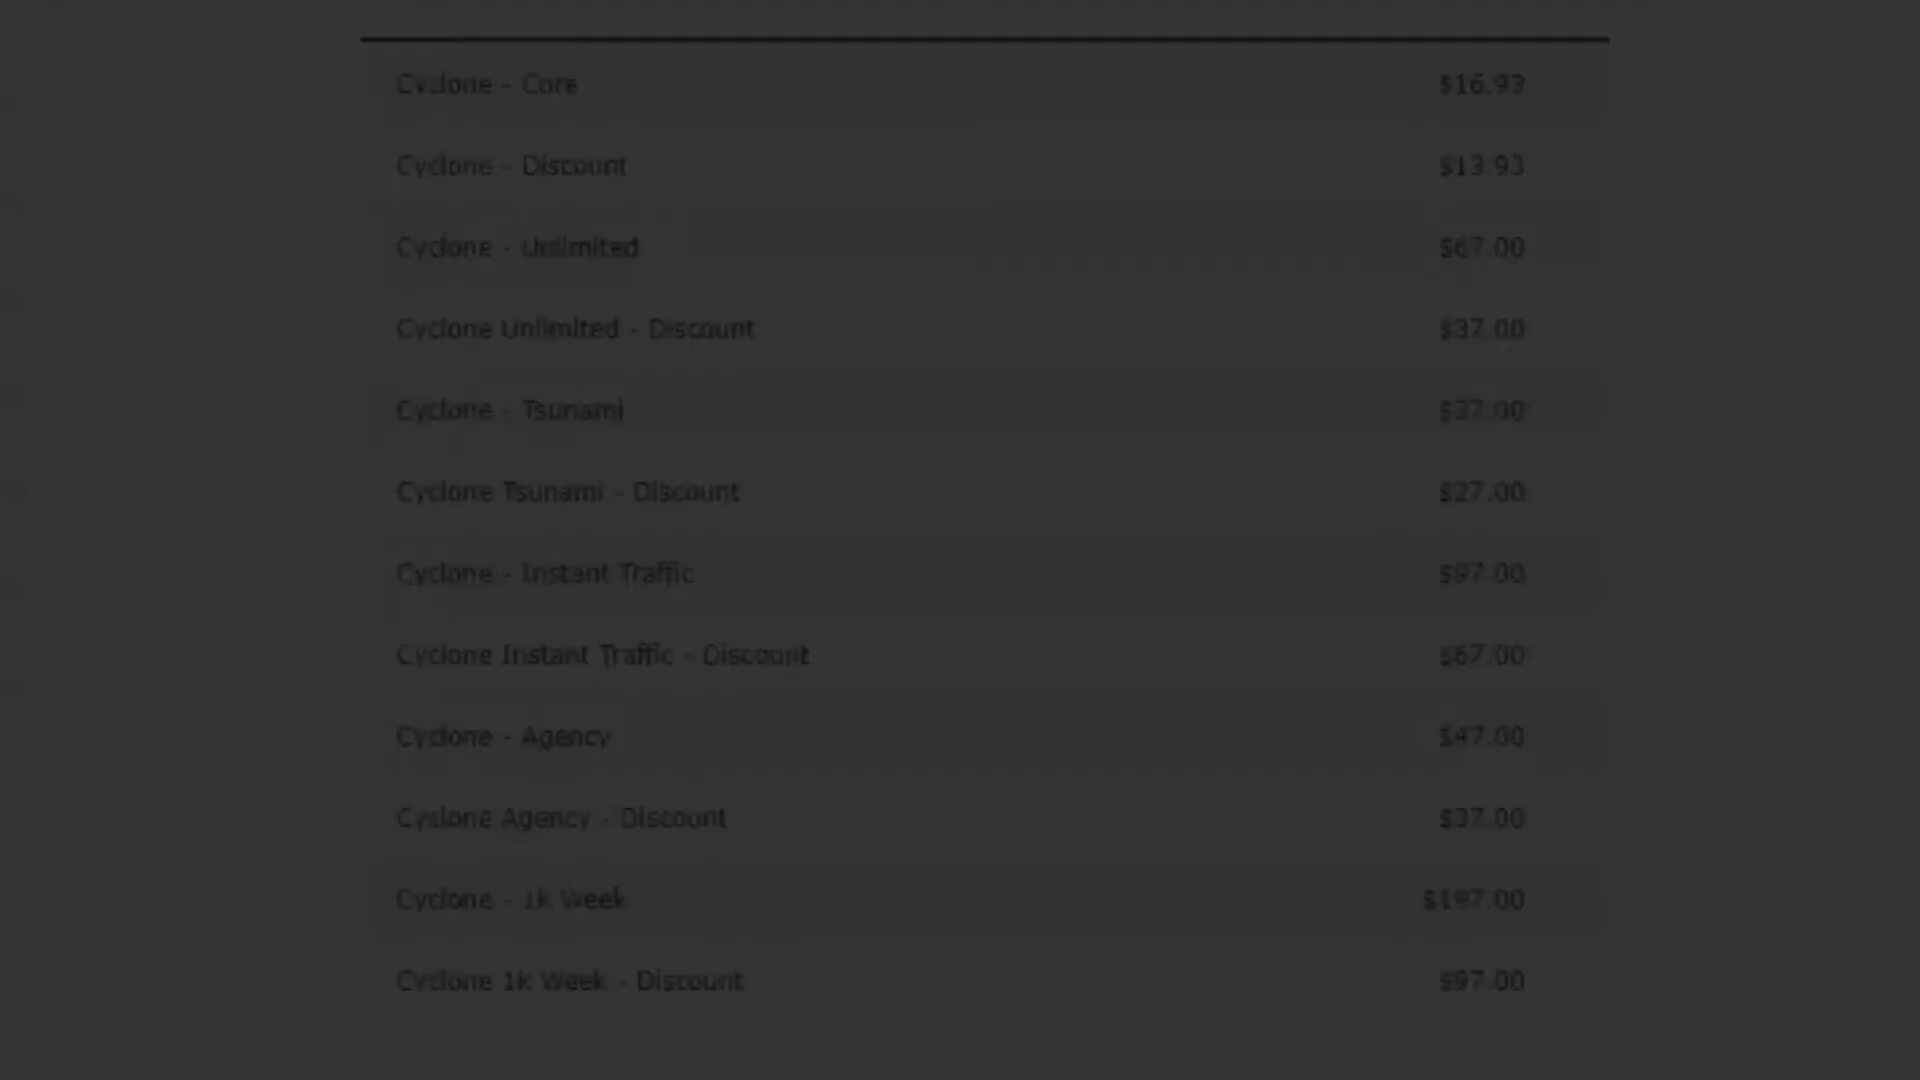 Cyclone - Core $16.93
Cyclone - Discount $13.93
Cyclone - Unlimited $67.00
Cyclone Unlimited - Discount $37.00
Cyclone - Tsunami $37.00
Cyclone Tsunami - Discount $27.00
Cyclone - Instant Traffic $97.00
Cyclone Instant Traffic - Discount $67.00
Cyclone - Agency $47.00
Cyclone Agency - Discount $37.00
Cyclone - 1k Week $197.00
Cyclone 1k Week - Discount $97.00